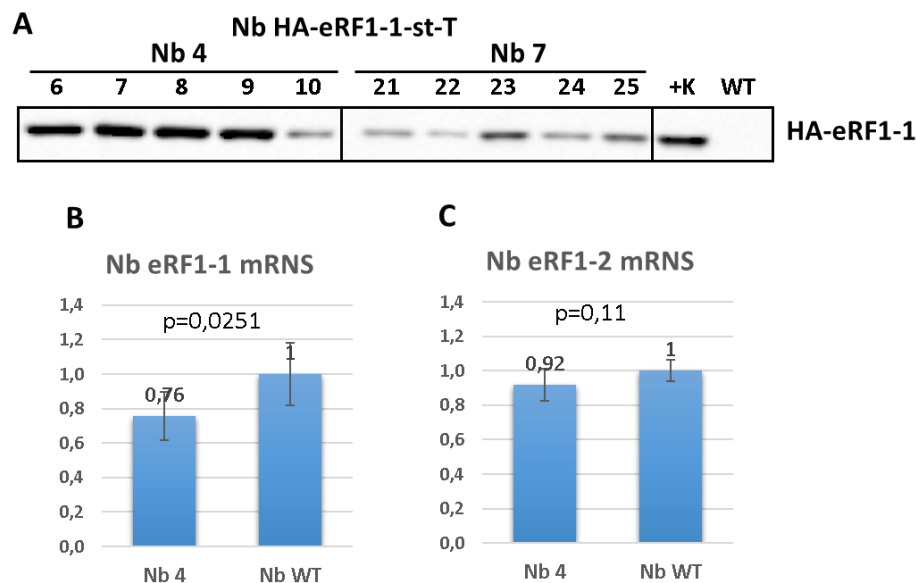 A
Nb HA-eRF1-1-st-T
Nb 4 Nb 7
6 7 8 9 10 21 22 23 24 25 +K WT
HA-eRF1-1
B
Nb eRF1-1 mRNS
1,4
1,2
1,0
0,8
0,6
0,4
0,2
0,0
p=0,0251
0,76
1
Nb 4 Nb WT
C
Nb eRF1-2 mRNS
1,4
1,2
1,0
0,8
0,6
0,4
0,2
0,0
p=0,11
0,92
1
Nb 4 Nb WT